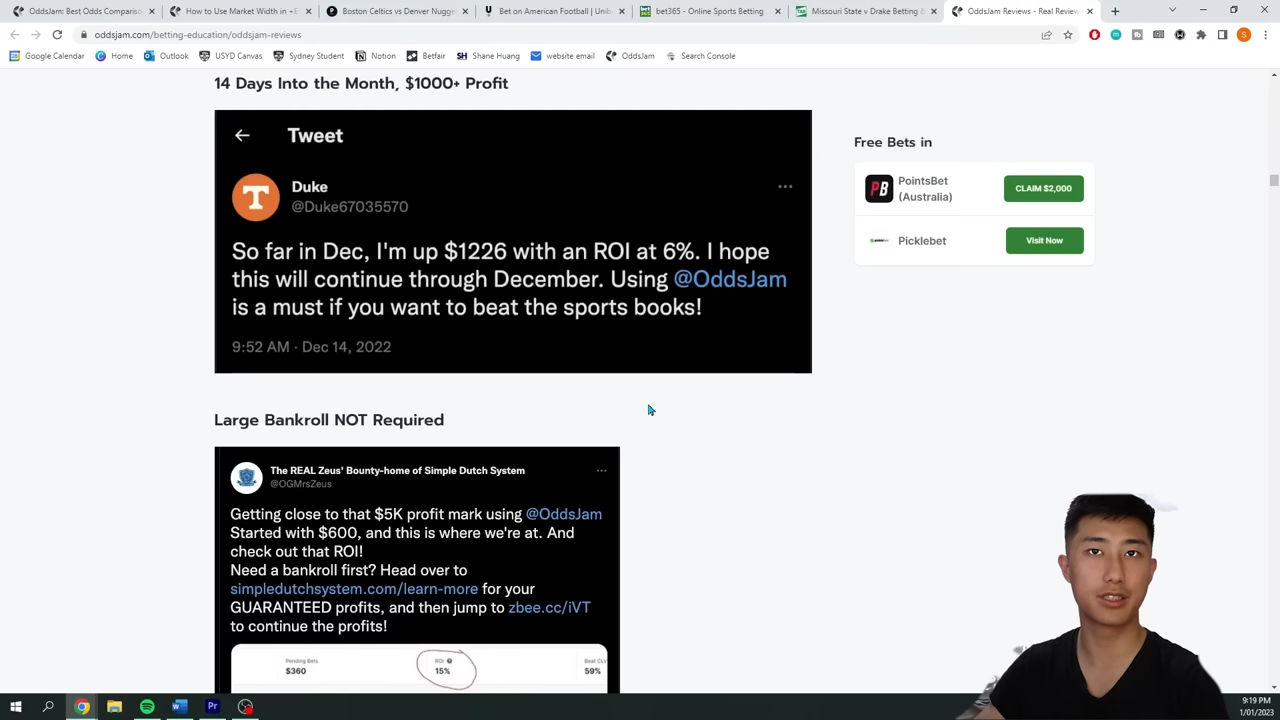 OddsJam Best Odds Comparis
How to Use Market Width in +E
Boston Celtics vs Denver Nugge
Bet on American Football | Unib
bet365 - Online Sports Betting
Missouri State v Drake Betting &
OddsJam Reviews - Real Review
oddsjam.com/betting-education/oddsjam-reviews
Google Calendar
Home
Outlook
USYD Canvas
Sydney Student
Notion
Betfair
SH Shane Huang
website email
OddsJam
Search Console
14 Days Into the Month, $1000+ Profit
Tweet
Duke
@Duke67035570
So far in Dec, I'm up $1226 with an ROI at 6%. I hope
this will continue through December. Using @OddsJam
is a must if you want to beat the sports books!
9:52 AM · Dec 14, 2022
Free Bets in
PB
PointsBet
(Australia)
CLAIM $2,000
Picklebet
Visit Now
Large Bankroll NOT Required
The REAL Zeus' Bounty-home of Simple Dutch System
@OGMrsZeus
Getting close to that $5K profit mark using @OddsJam
Started with $600, and this is where we're at. And
check out that ROI!
Need a bankroll first? Head over to
simpledutchsystem.com/learn-more for your
GUARANTEED profits, and then jump to zbee.cc/iVT
to continue the profits!
Pending Bets
$360
ROI
15%
Beat CLV
59%
9:19 PM
1/01/2023